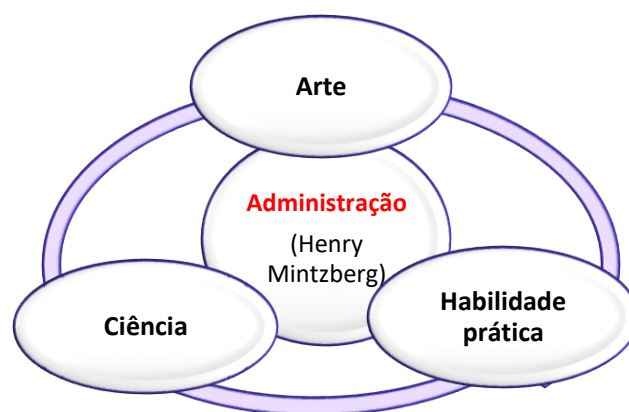 Arte
Administração
(Henry
Mintzberg)
Ciência
Habilidade
prática